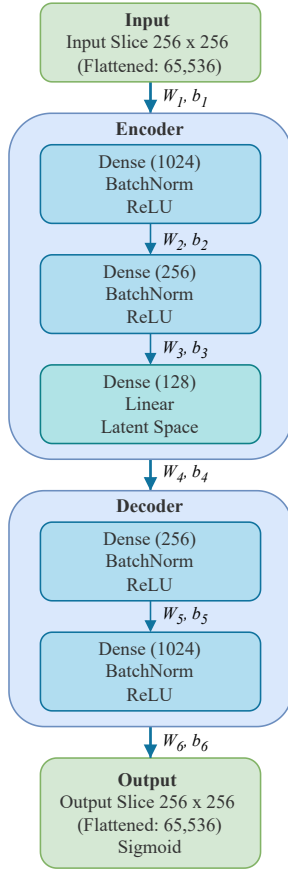 Input
Input Slice 256 x 256
(Flattened: 65,536)
W1, b1
Encoder
Dense (1024)
BatchNorm
ReLU
W2, b2
Dense (256)
BatchNorm
ReLU
W3, b3
Dense (128)
Linear
Latent Space
W4, b4
Decoder
Dense (256)
BatchNorm
ReLU
W5, b5
Dense (1024)
BatchNorm
ReLU
W6, b6
Output
Output Slice 256 x 256
(Flattened: 65,536)
Sigmoid